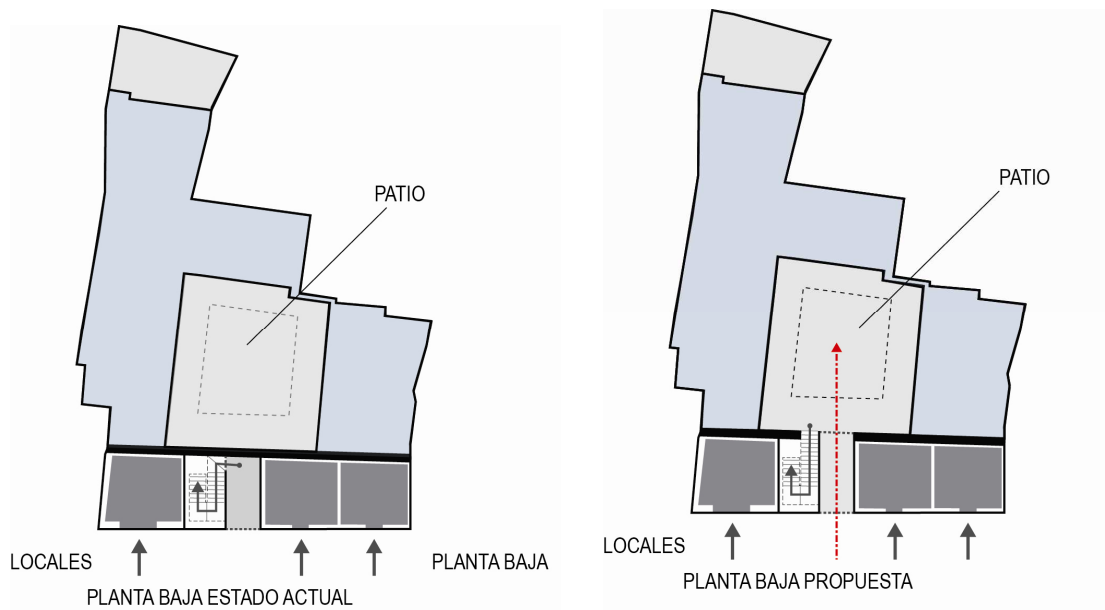 PATIO
LOCALES
PLANTA BAJA
PLANTA BAJA ESTADO ACTUAL
PATIO
LOCALES
PLANTA BAJA PROPUESTA